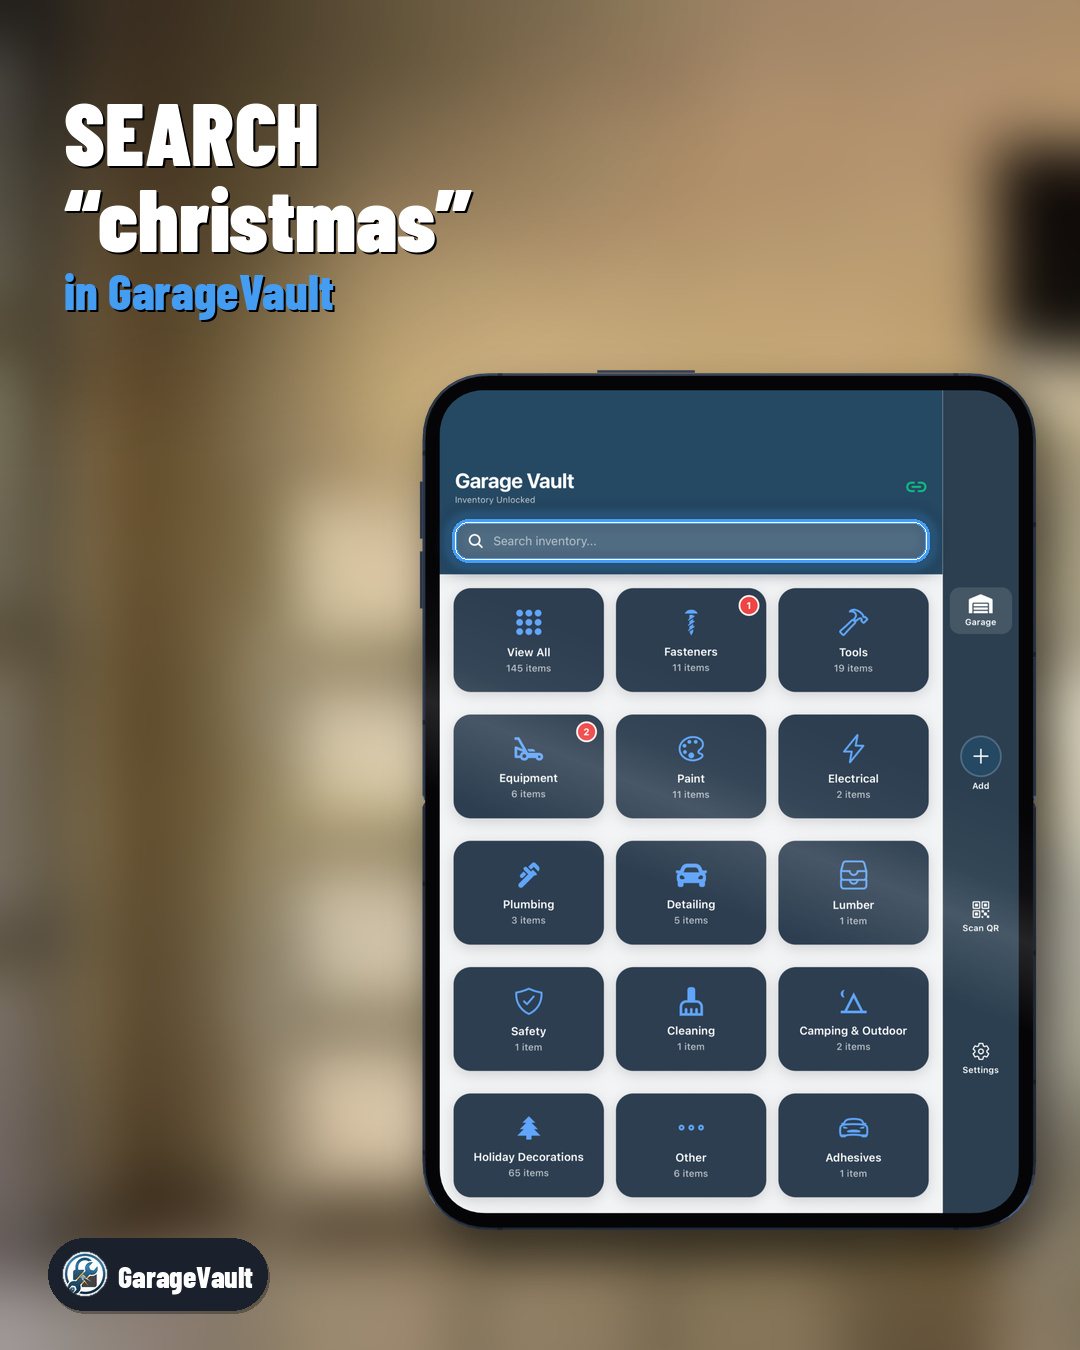 SEARCH
“christmas”
in GarageVault
Garage Vault
Inventory Unlocked
Search inventory...
View All
145 items
1
Fasteners
11 items
Tools
19 items
2
Equipment
6 items
Paint
11 items
Electrical
2 items
Plumbing
3 items
Detailing
5 items
Lumber
1 item
Safety
1 item
Cleaning
1 item
Camping & Outdoor
2 items
Holiday Decorations
65 items
Other
6 items
Adhesives
1 item
Garage
Add
Scan QR
Settings
GarageVault